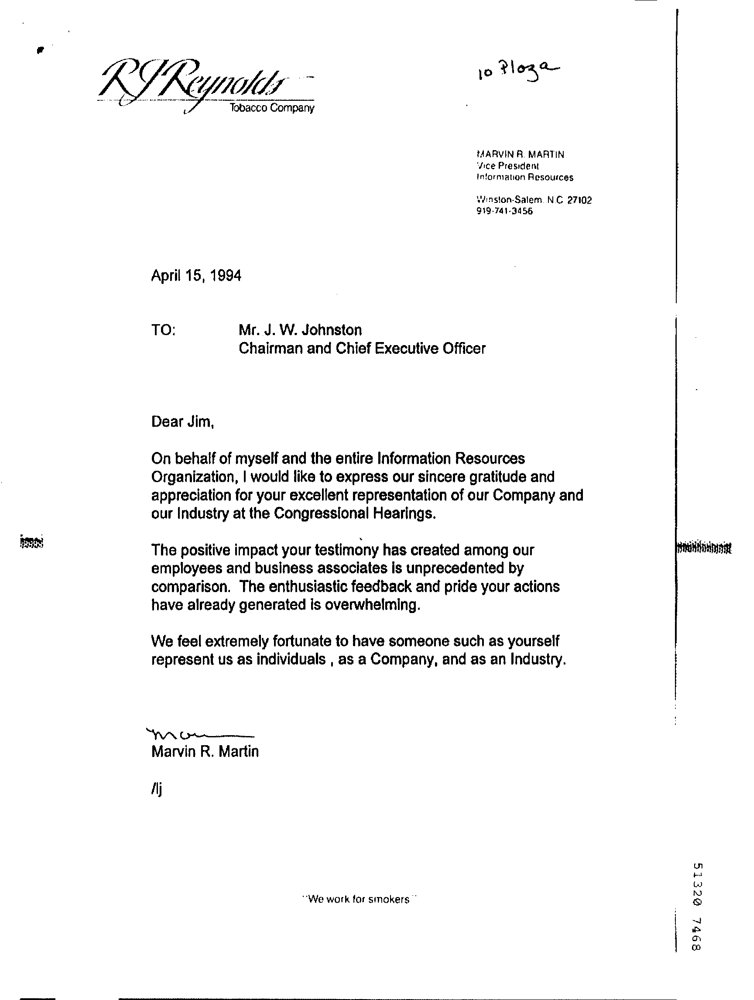 RJReynolds
Tobacco Company
10 Plaza
MARVIN R. MARTIN
Vice President
Information Resources
Winston-Salem, N.C. 27102
919-741-3456
April 15, 1994
TO: Mr. J. W. Johnston
Chairman and Chief Executive Officer
Dear Jim,
On behalf of myself and the entire Information Resources
Organization, I would like to express our sincere gratitude and
appreciation for your excellent representation of our Company and
our Industry at the Congressional Hearings.
The positive impact your testimony has created among our
employees and business associates is unprecedented by
comparison. The enthusiastic feedback and pride your actions
have already generated is overwhelming.
We feel extremely fortunate to have someone such as yourself
represent us as individuals , as a Company, and as an Industry.
Marvin R. Martin
/lj
"We work for smokers"
51320 7468